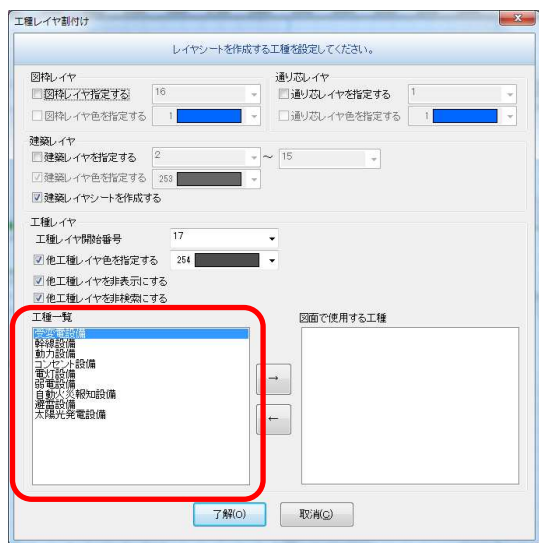 工種レイヤ割付け
レイヤシートを作成する工種を設定してください。
図枠レイヤ
図枠レイヤ指定する 16
図枠レイヤ色を指定する 1
通り芯レイヤ
通り芯レイヤを指定する 1
通り芯レイヤ色を指定する 1
建築レイヤ
建築レイヤを指定する 2 ～ 15
建築レイヤ色を指定する 253
建築レイヤシートを作成する
工種レイヤ
工種レイヤ開始番号 17
他工種レイヤ色を指定する 254
他工種レイヤを非表示にする
他工種レイヤを非検索にする
工種一覧
受変電設備
幹線設備
動力設備
コンセント設備
電灯設備
弱電設備
自動火災報知設備
避雷設備
太陽光発電設備
→
←
図面で使用する工種
了解(O)
取消(C)